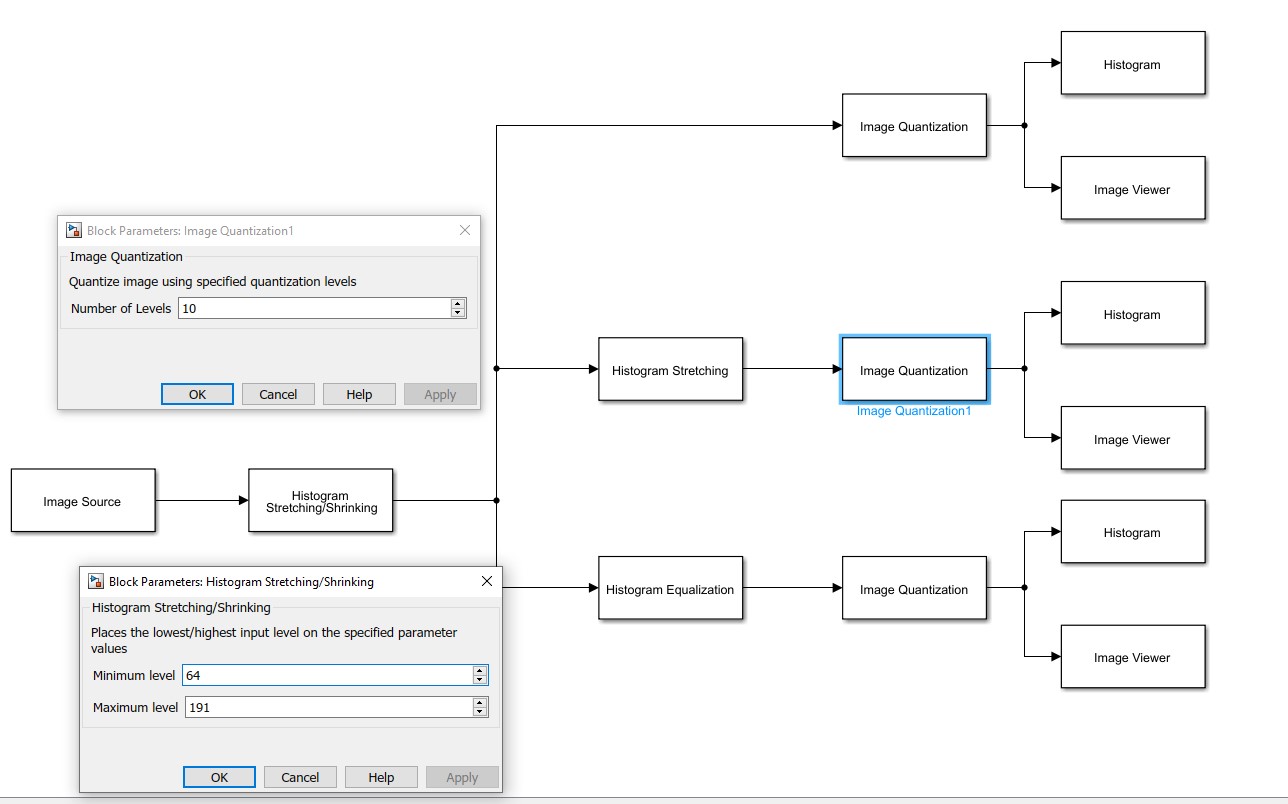 Histogram
Image Quantization
Image Viewer
Block Parameters: Image Quantization1
Image Quantization
Quantize image using specified quantization levels
Number of Levels 10
OK Cancel Help Apply
Histogram
Histogram Stretching
Image Quantization
Image Quantization1
Image Viewer
Image Source
Histogram
Stretching/Shrinking
Histogram
Block Parameters: Histogram Stretching/Shrinking
Histogram Stretching/Shrinking
Places the lowest/highest input level on the specified parameter
values
Minimum level 64
Maximum level 191
OK Cancel Help Apply
Histogram Equalization
Image Quantization
Image Viewer